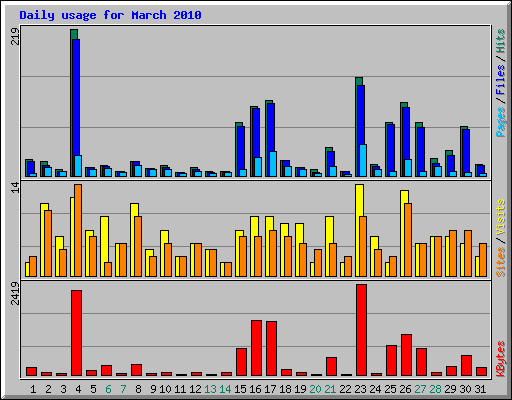 Daily usage for March 2010
219
Pages / Files / Hits
14
Sites / Visits
2419
KBytes
1 2 3 4 5 6 7 8 9 10 11 12 13 14 15 16 17 18 19 20 21 22 23 24 25 26 27 28 29 30 31